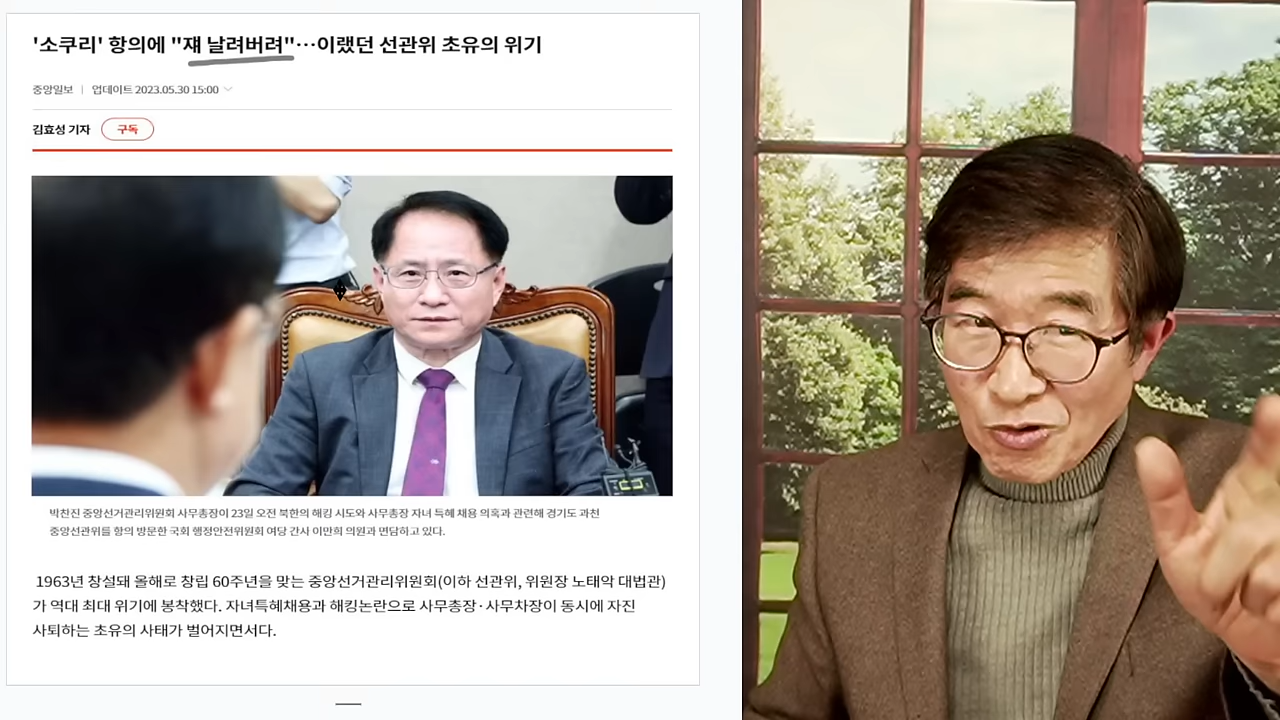 '소쿠리' 항의에 "쟤 날려버려"…이랬던 선관위 초유의 위기
중앙일보 | 업데이트 2023.05.30 15:00
김효성 기자 구독
박찬진 중앙선거관리위원회 사무총장이 23일 오전 북한의 해킹 시도와 사무총장 자녀 특혜 채용 의혹과 관련해 경기도 과천
중앙선관위를 항의 방문한 국회 행정안전위원회 여당 간사 이만희 의원과 면담하고 있다.
1963년 창설돼 올해로 창립 60주년을 맞는 중앙선거관리위원회(이하 선관위, 위원장 노태악 대법관)
가 역대 최대 위기에 봉착했다. 자녀특혜채용과 해킹논란으로 사무총장·사무차장이 동시에 자진
사퇴하는 초유의 사태가 벌어지면서다.